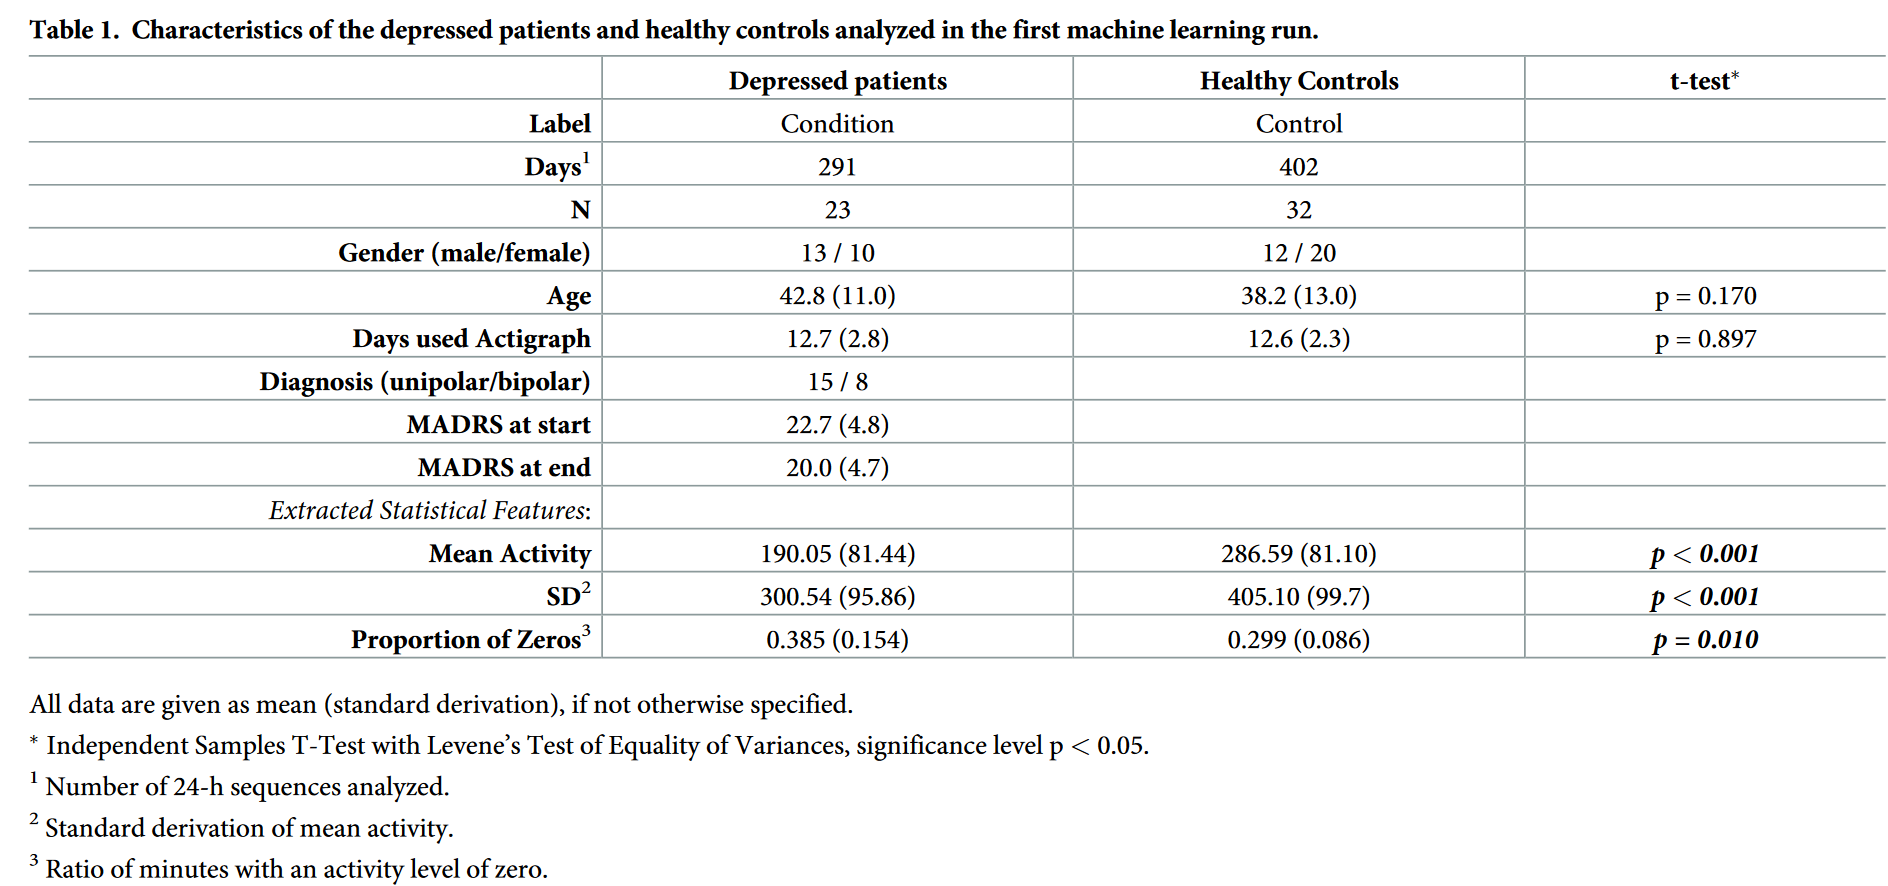 Table 1. Characteristics of the depressed patients and healthy controls analyzed in the first machine learning run.
Depressed patients Healthy Controls t-test*
Label Condition Control
Days1 291 402
N 23 32
Gender (male/female) 13 / 10 12 / 20
Age 42.8 (11.0) 38.2 (13.0) p = 0.170
Days used Actigraph 12.7 (2.8) 12.6 (2.3) p = 0.897
Diagnosis (unipolar/bipolar) 15 / 8
MADRS at start 22.7 (4.8)
MADRS at end 20.0 (4.7)
Extracted Statistical Features:
Mean Activity 190.05 (81.44) 286.59 (81.10) p < 0.001
SD2 300.54 (95.86) 405.10 (99.7) p < 0.001
Proportion of Zeros3 0.385 (0.154) 0.299 (0.086) p = 0.010
All data are given as mean (standard derivation), if not otherwise specified.
* Independent Samples T-Test with Levene's Test of Equality of Variances, significance level p < 0.05.
1 Number of 24-h sequences analyzed.
2 Standard derivation of mean activity.
3 Ratio of minutes with an activity level of zero.